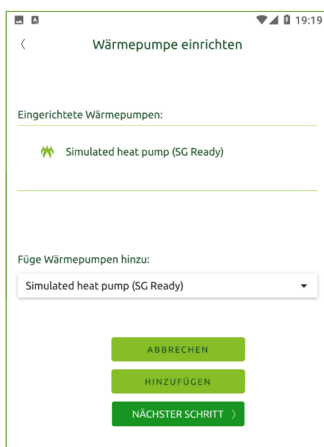 19:19
Wärmepumpe einrichten
Eingerichtete Wärmepumpen:
Simulated heat pump (SG Ready)
Füge Wärmepumpen hinzu:
Simulated heat pump (SG Ready)
ABBRECHEN
HINZUFÜGEN
NÄCHSTER SCHRITT